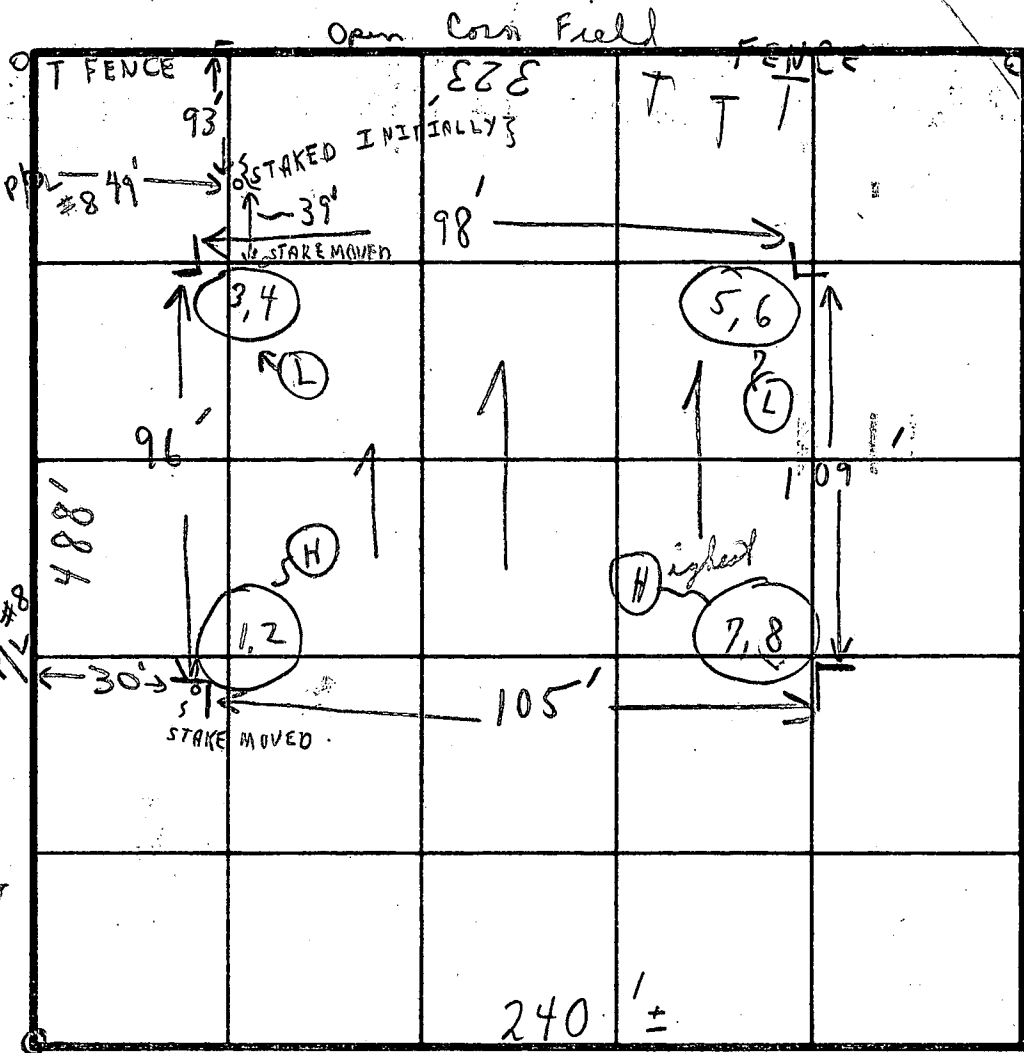 Open Corn Field
T FENCE
FENCE
323'
T T T
93'
{STAKED INITIALLY}
P/L 49'
#8
39'
98'
STAKE MOVED
3,4
5,6
L
L
96'
109'
488'
H
H ighest
#8
P/L
1,2
7,8
30'
105'
STAKE MOVED.
240' ±